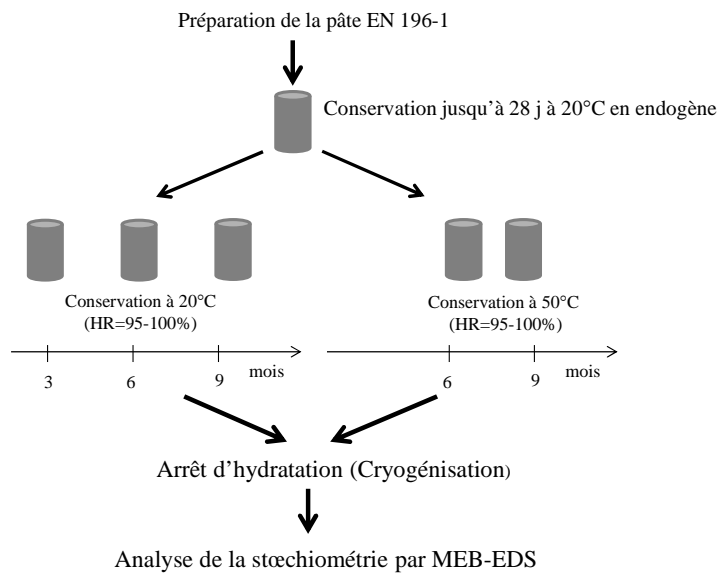 Préparation de la pâte EN 196-1
Conservation jusqu'à 28 j à 20°C en endogène
Conservation à 20°C
(HR=95-100%)
Conservation à 50°C
(HR=95-100%)
3 6 9 mois
6 9 mois
Arrêt d'hydratation (Cryogénisation)
Analyse de la stœchiométrie par MEB-EDS